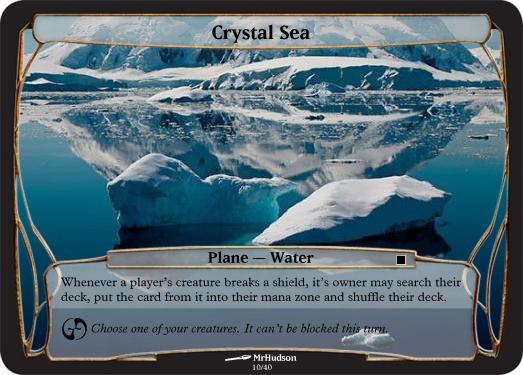 Crystal Sea
Plane — Water
Whenever a player's creature breaks a shield, it's owner may search their
deck, put the card from it into their mana zone and shuffle their deck.
Choose one of your creatures. It can't be blocked this turn.
MrHudson
10/40